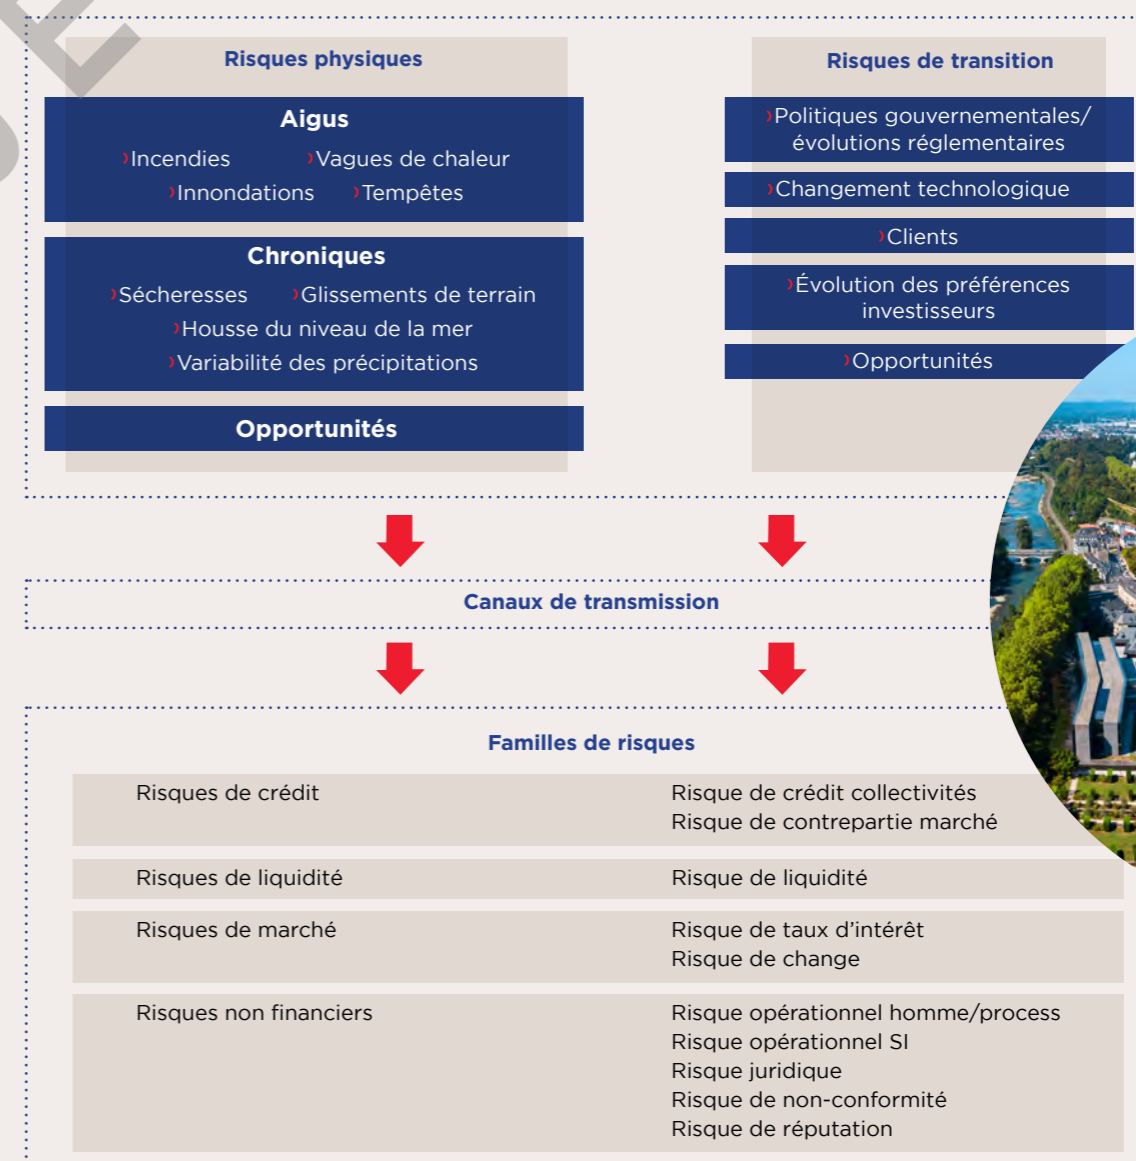 Risques physiques
Aigus
›Incendies ›Vagues de chaleur
›Innondations ›Tempêtes
Chroniques
›Sécheresses ›Glissements de terrain
›Housse du niveau de la mer
›Variabilité des précipitations
Opportunités
Risques de transition
›Politiques gouvernementales/
évolutions réglementaires
›Changement technologique
›Clients
›Évolution des préférences
investisseurs
›Opportunités
Canaux de transmission
Familles de risques
Risques de crédit
Risque de crédit collectivités
Risque de contrepartie marché
Risques de liquidité
Risque de liquidité
Risques de marché
Risque de taux d'intérêt
Risque de change
Risques non financiers
Risque opérationnel homme/process
Risque opérationnel SI
Risque juridique
Risque de non-conformité
Risque de réputation